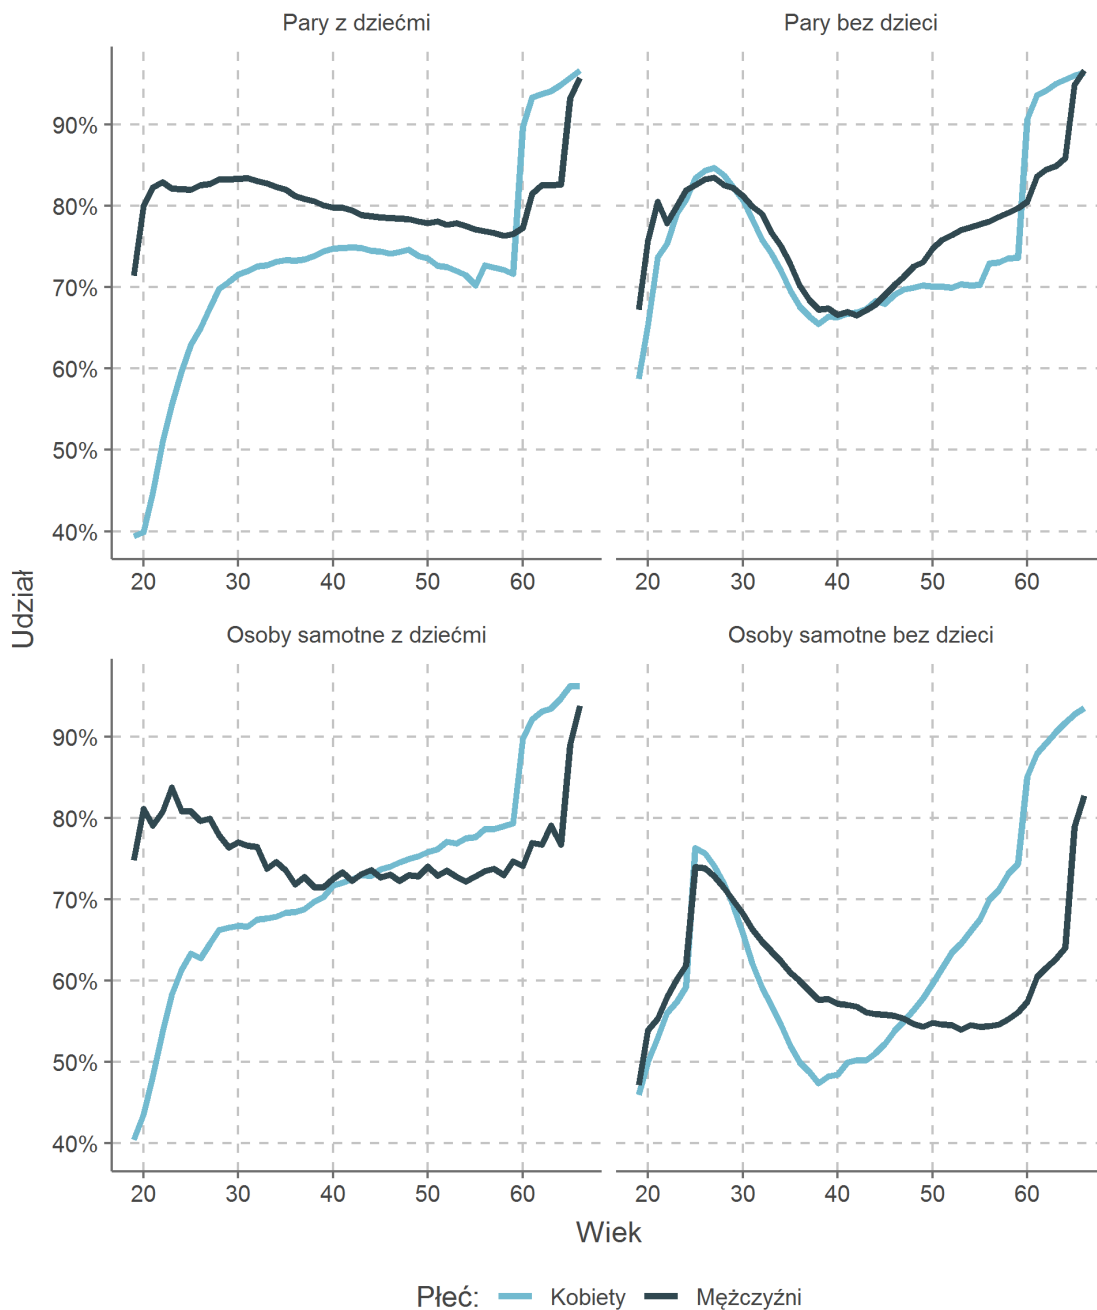 Pary z dziećmi
Pary bez dzieci
90%
80%
70%
60%
50%
40%
20 30 40 50 60
20 30 40 50 60
Udział
Osoby samotne z dziećmi
Osoby samotne bez dzieci
90%
80%
70%
60%
50%
40%
20 30 40 50 60
20 30 40 50 60
Wiek
Płeć: Kobiety Mężczyźni